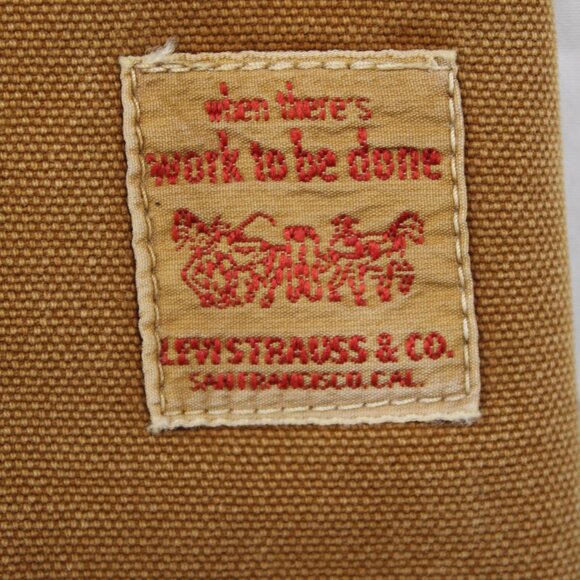 when there's
work to be done
LEVI STRAUSS & CO.
SAN FRANCISCO, CAL.